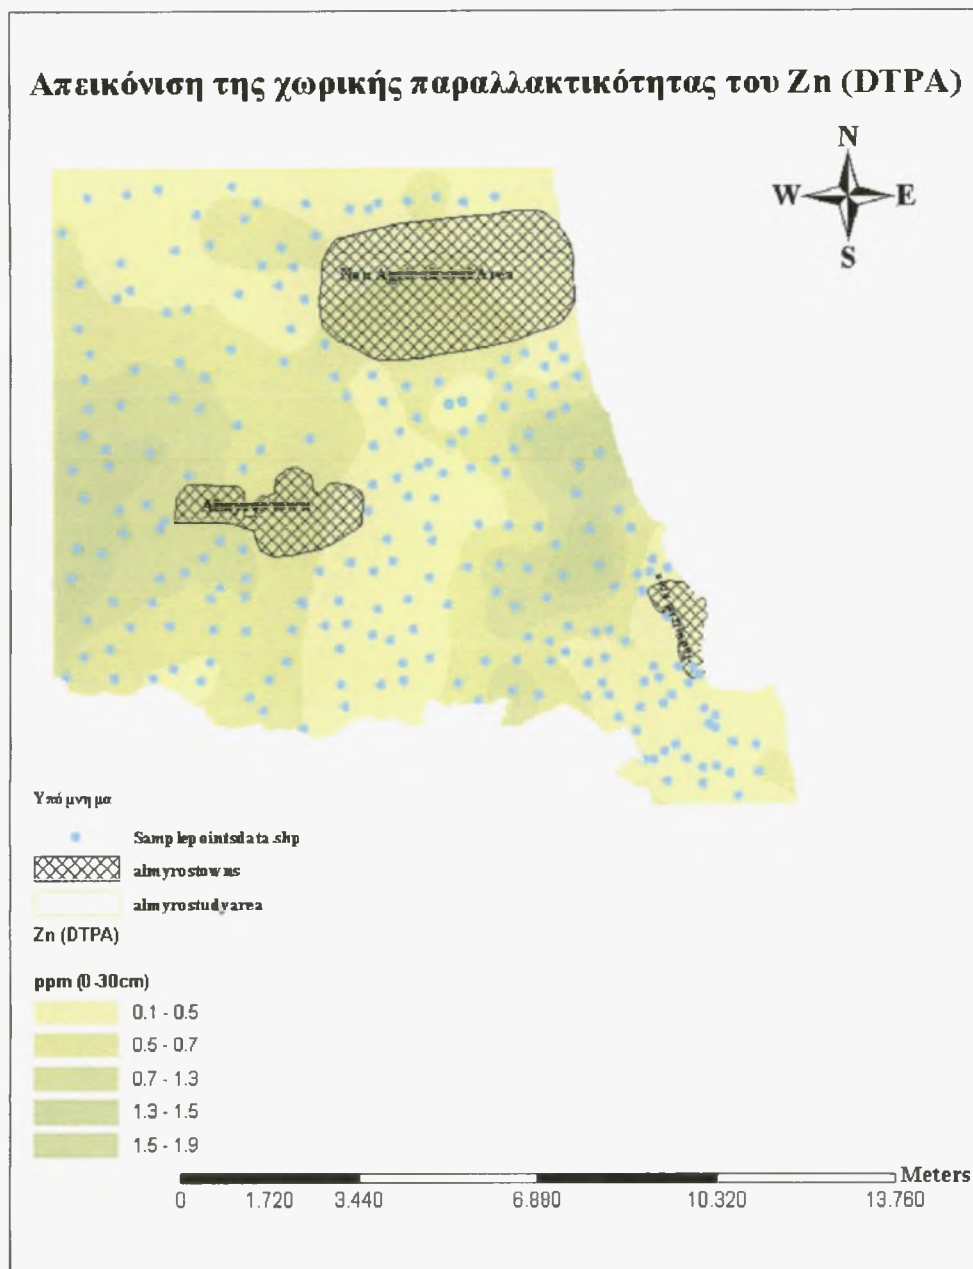 Απεικόνιση της χωρικής παραλλακτικότητας του Zn (DTPA)
N
W E
S
Area
Υπόμνημα
Samplepointsdata.shp
almyrostowns
almyrostudyarea
Zn (DTPA)
ppm (0-30cm)
0.1 - 0.5
0.5 - 0.7
0.7 - 1.3
1.3 - 1.5
1.5 - 1.9
Meters
0 1.720 3.440 6.880 10.320 13.760